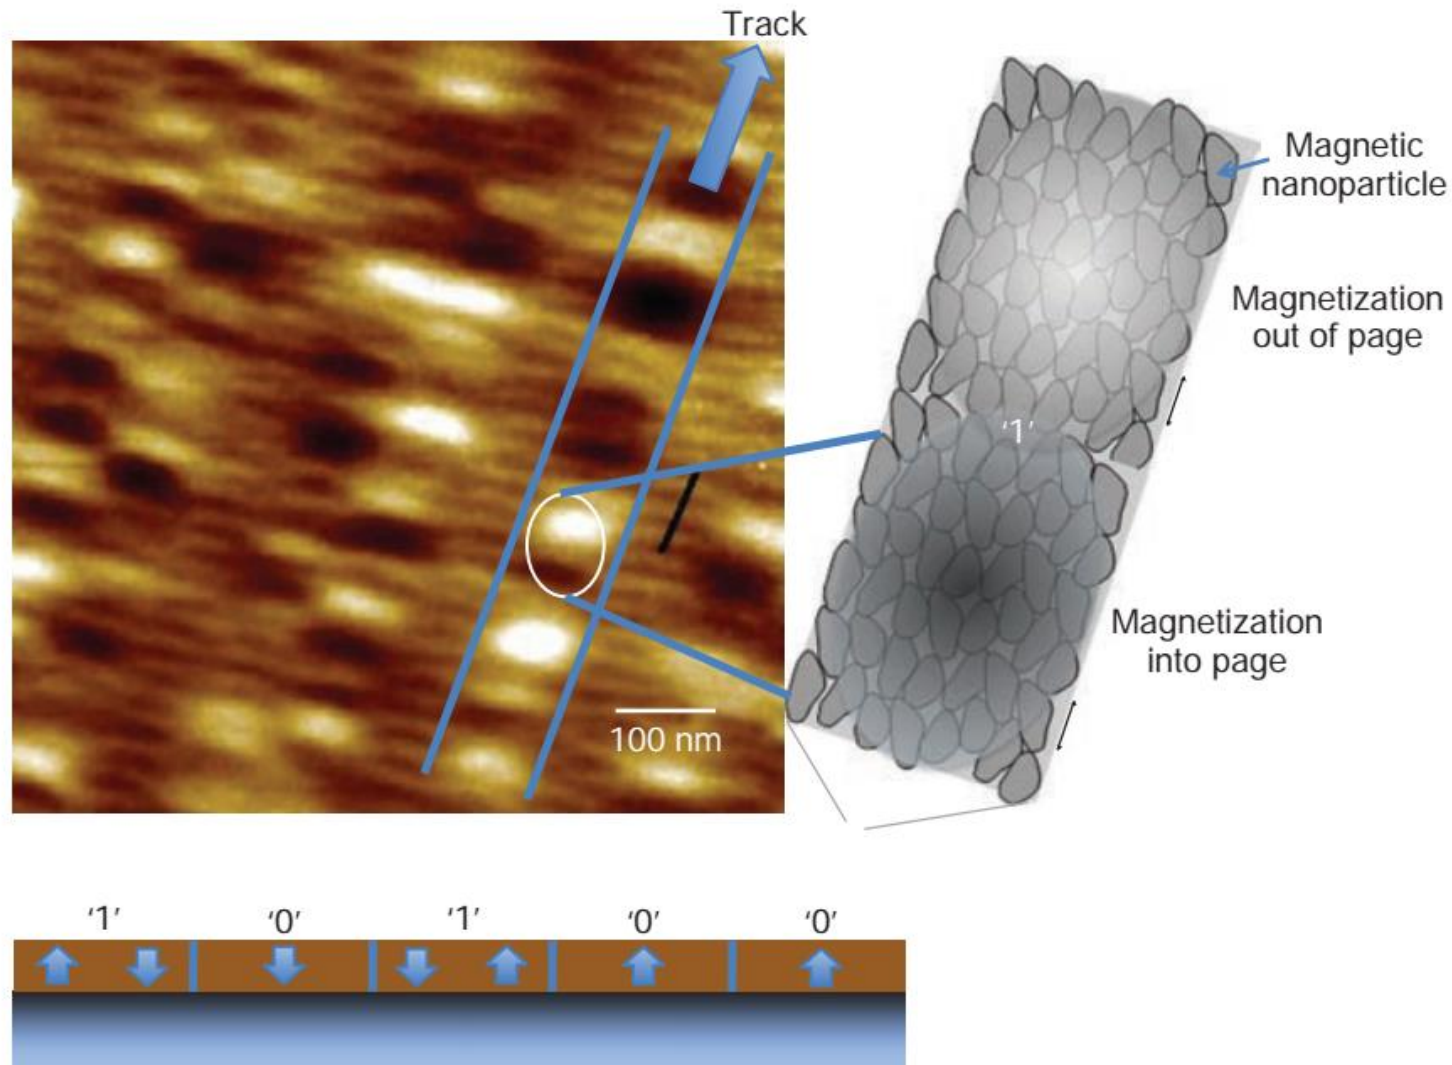 Track
Magnetic
nanoparticle
Magnetization
out of page
‘1’
Magnetization
into page
100 nm
‘1’ ‘0’ ‘1’ ‘0’ ‘0’